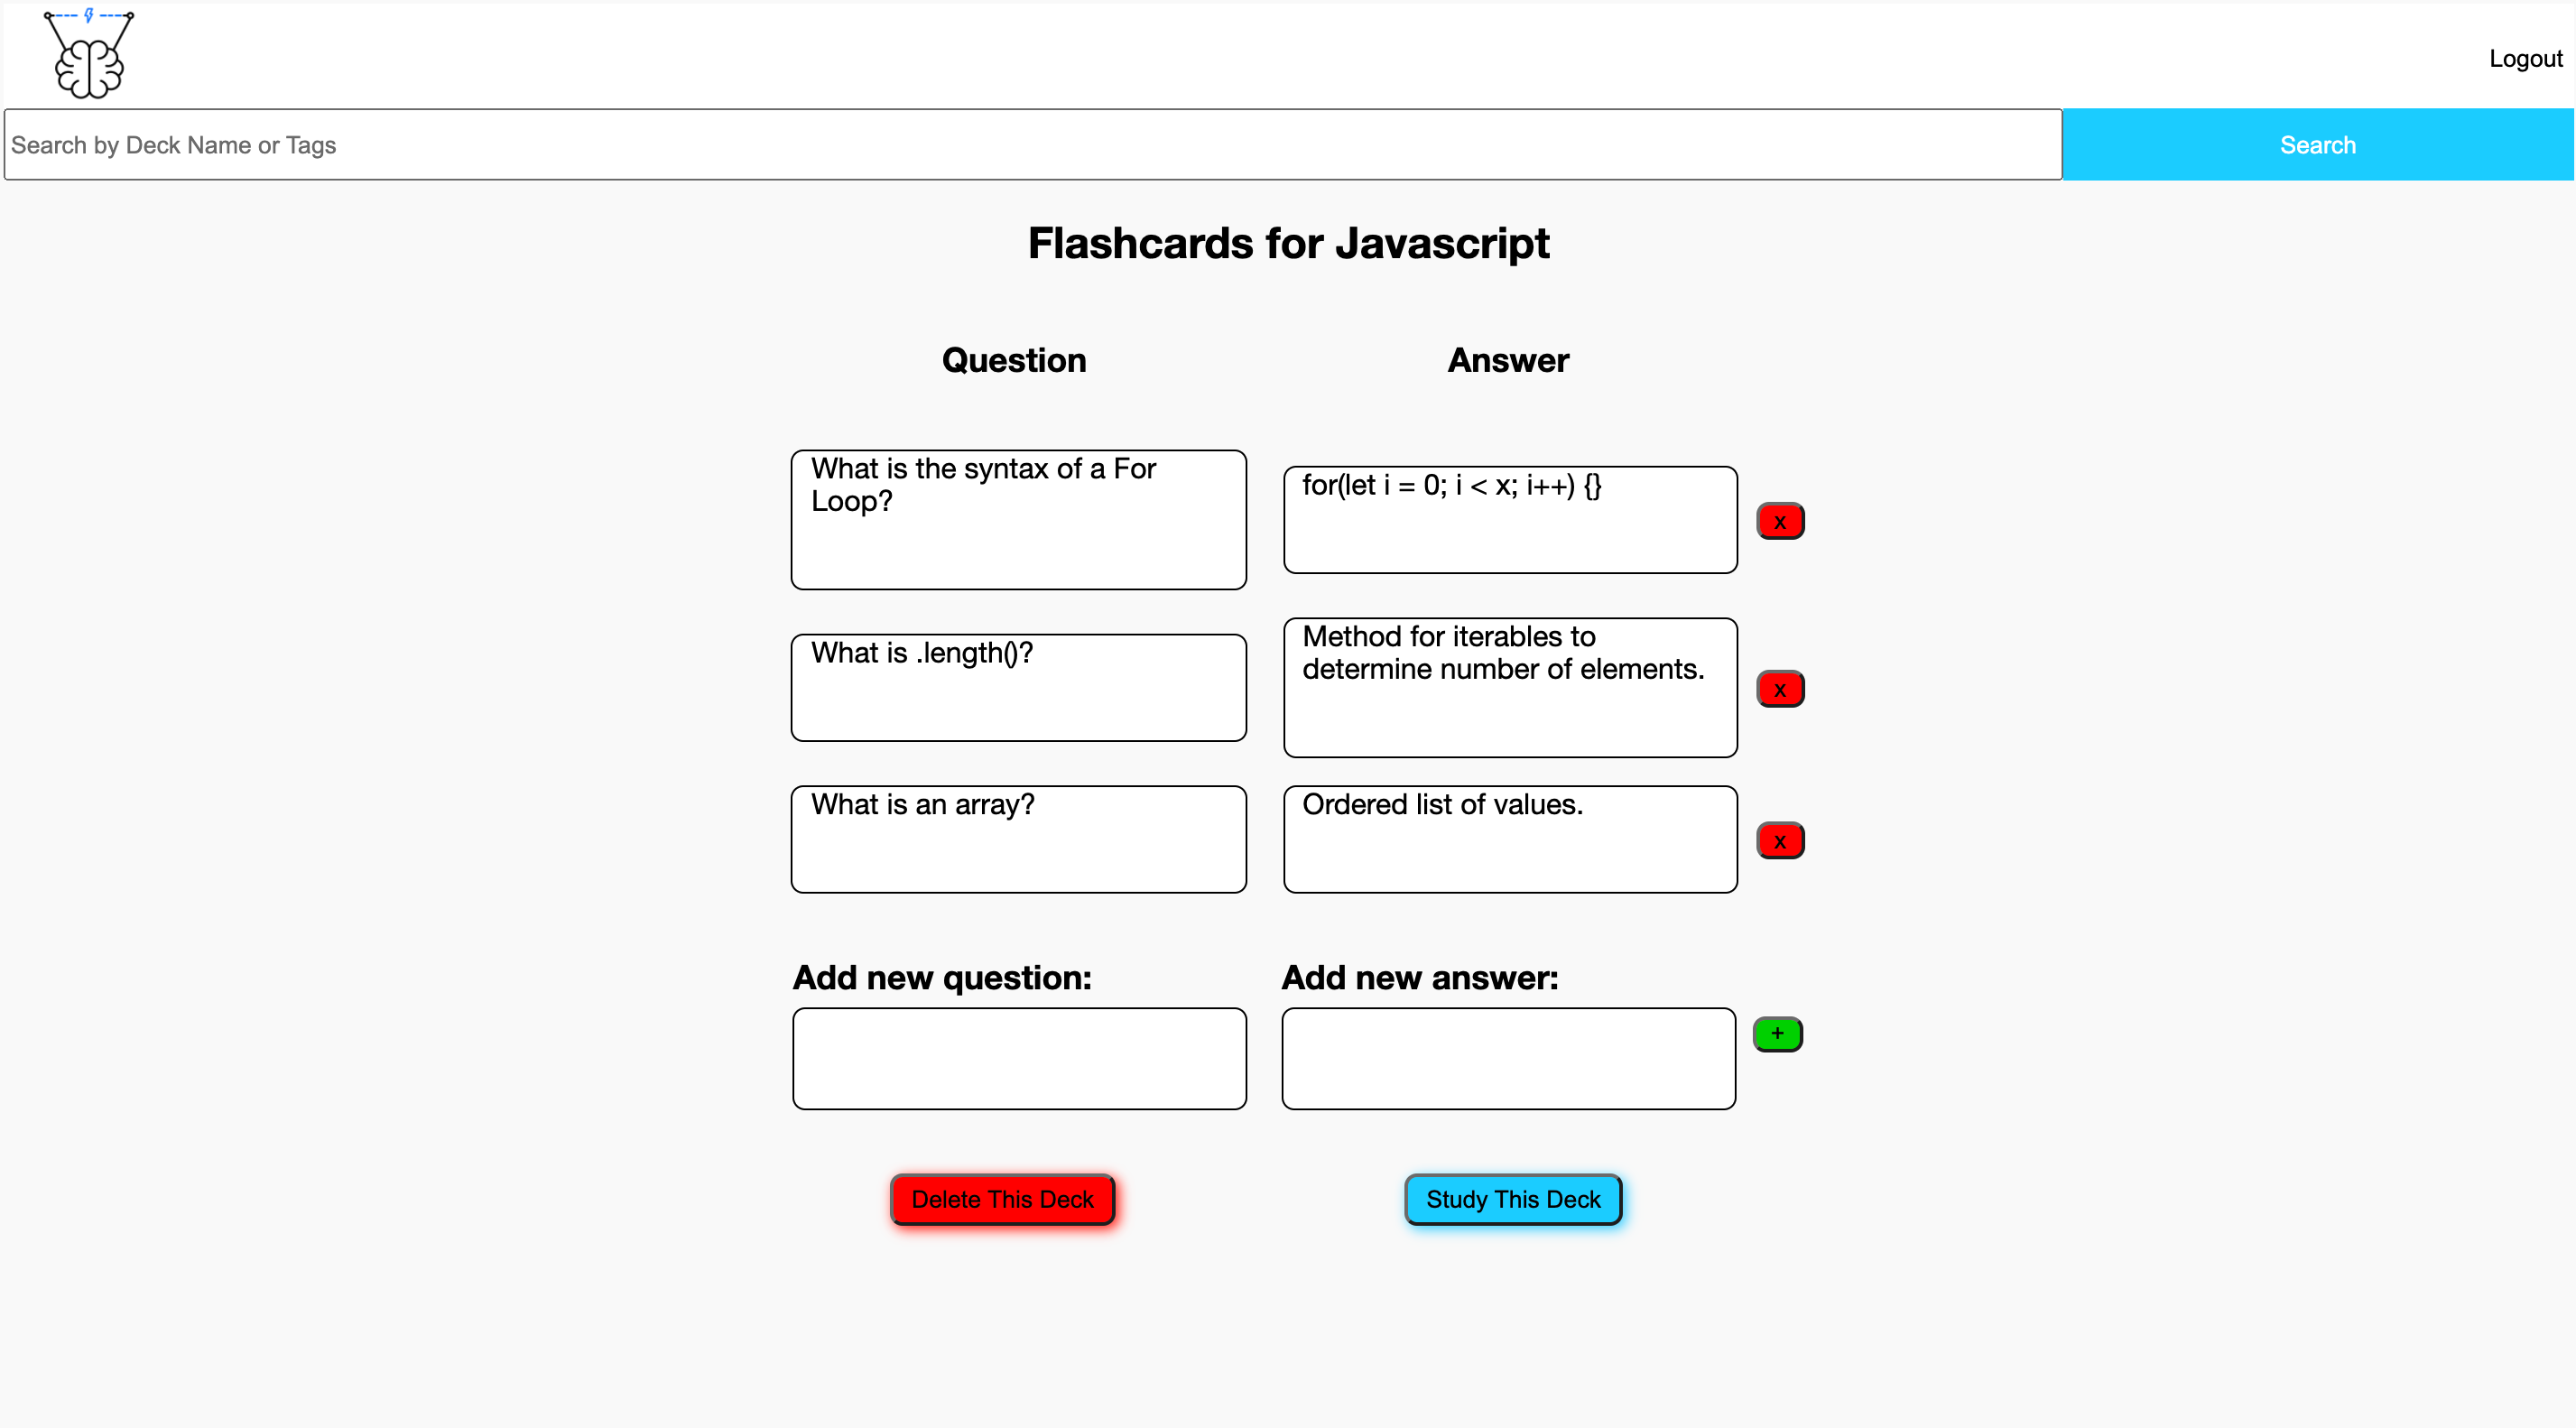 Logout
Search by Deck Name or Tags
Search
Flashcards for Javascript
Question
Answer
What is the syntax of a For
Loop?
for(let i = 0; i < x; i++) {}
x
What is .length()?
Method for iterables to
determine number of elements.
x
What is an array?
Ordered list of values.
x
Add new question:
Add new answer:
+
Delete This Deck
Study This Deck